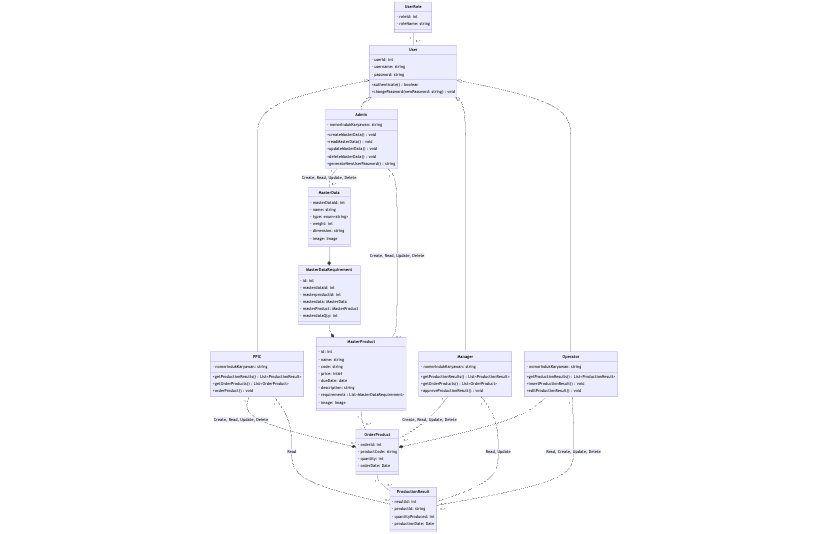 UserRole
- roleId: int
- roleName: string
User
- userId: int
- username: string
- password: string
+authenticate() : boolean
+changePassword(newPassword: string) : void
Admin
- nomorIndukKaryawan: string
+createMasterData() : void
+readMasterData() : void
+updateMasterData() : void
+deleteMasterData() : void
+generateNewUserPassword() : string
Create, Read, Update, Delete
MasterData
- masterDataId: int
- name: string
- type: enum<string>
- weight: int
- dimension: string
- image: Image
Create, Read, Update, Delete
MasterDataRequirement
- id: int
- masterdataId: int
- masterproductId: int
- masterdata: MasterData
- masterProduct: MasterProduct
- masterdataQty: int
MasterProduct
- id: int
- name: string
- code: string
- price: int64
- dueDate: date
- description: string
- requirements : List<MasterDataRequirement>
- image: Image
PPIC
- nomorIndukKaryawan: string
+getProductionResults() : List<ProductionResult>
+getOrderProducts() : List<OrderProduct>
+orderProduct() : void
Manager
- nomorIndukKaryawan: string
+getProductionResults() : List<ProductionResult>
+getOrderProducts() : List<OrderProduct>
+approveProductionResult() : void
Operator
- nomorIndukKaryawan: string
+getProductionResults() : List<ProductionResult>
+insertProductionResult() : void
+editProductionResult() : void
Create, Read, Update, Delete
Create, Read, Update, Delete
OrderProduct
- orderId: int
- productCode: string
- quantity: int
- orderDate: Date
Read
Read, Update
Read, Create, Update, Delete
ProductionResult
- resultId: int
- productId: string
- quantityProduced: int
- productionDate: Date